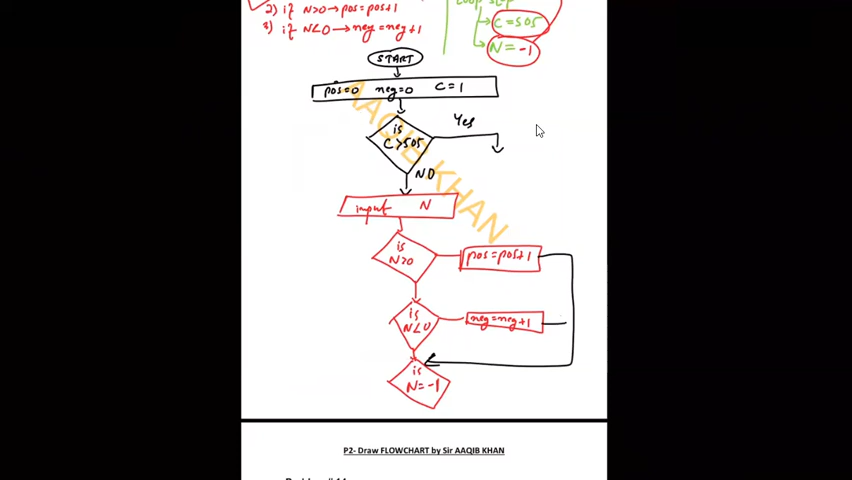 2) if N>0 → pos=pos+1
3) if N<0 → neg=neg+1
loop stop
→ C=505
→ N=-1
START
pos=0 neg=0 C=1
is
C>505
Yes
NO
input N
is
N>0
pos=pos+1
is
N<0
neg=neg+1
is
N=-1
AAQIB KHAN
P2- Draw FLOWCHART by Sir AAQIB KHAN